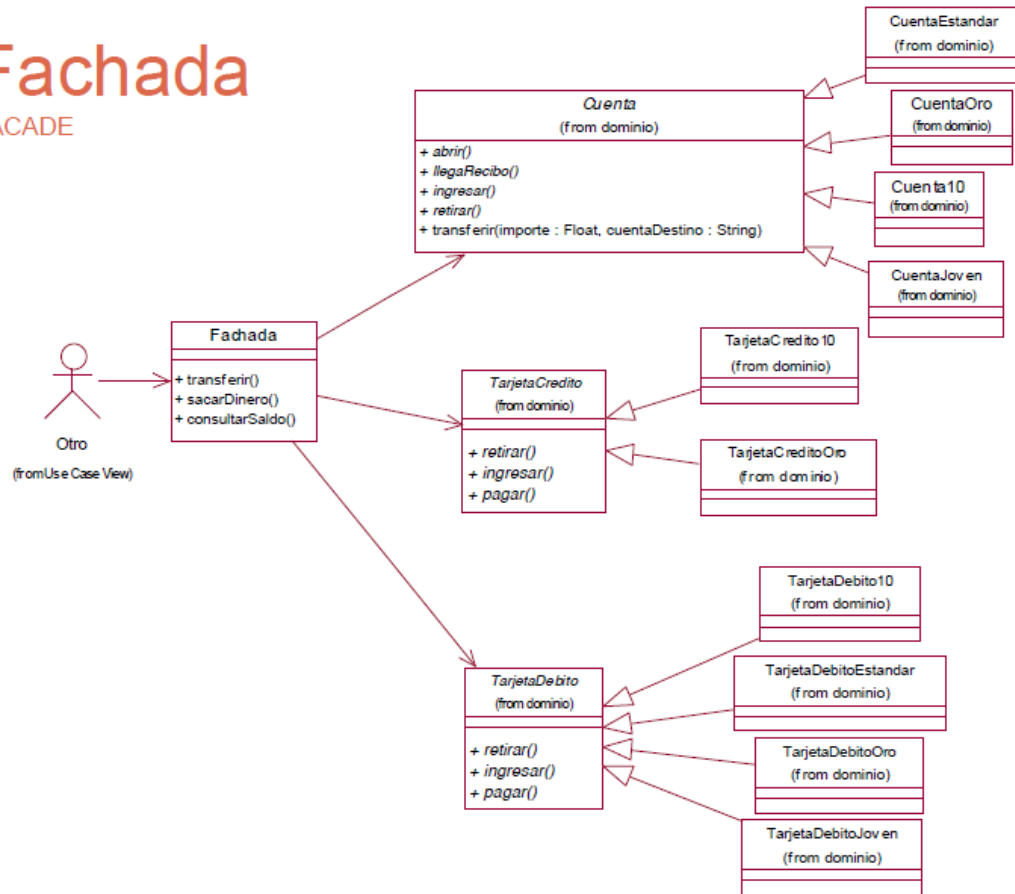 Fachada
ACADE
CuentaEstandar
(from dominio)
Cuenta
(from dominio)
+ abrir()
+ llegaRecibo()
+ ingresar()
+ retirar()
+ transferir(importe : Float, cuentaDestino : String)
CuentaOro
(from dominio)
Cuenta10
(from dominio)
CuentaJoven
(from dominio)
Fachada
+ transferir()
+ sacarDinero()
+ consultarSaldo()
Otro
(from Use Case View)
TarjetaCredito10
(from dominio)
TarjetaCredito
(from dominio)
+ retirar()
+ ingresar()
+ pagar()
TarjetaCreditoOro
(from dominio)
TarjetaDebito10
(from dominio)
TarjetaDebito
(from dominio)
+ retirar()
+ ingresar()
+ pagar()
TarjetaDebitoEstandar
(from dominio)
TarjetaDebitoOro
(from dominio)
TarjetaDebitoJoven
(from dominio)